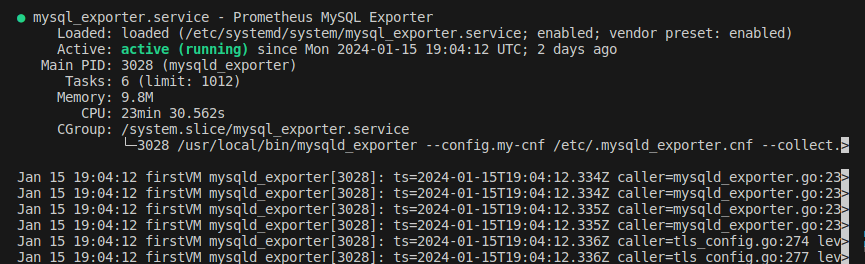 ● mysql_exporter.service - Prometheus MySQL Exporter
Loaded: loaded (/etc/systemd/system/mysql_exporter.service; enabled; vendor preset: enabled)
Active: active (running) since Mon 2024-01-15 19:04:12 UTC; 2 days ago
Main PID: 3028 (mysqld_exporter)
Tasks: 6 (limit: 1012)
Memory: 9.8M
CPU: 23min 30.562s
CGroup: /system.slice/mysql_exporter.service
└─3028 /usr/local/bin/mysqld_exporter --config.my-cnf /etc/.mysqld_exporter.cnf --collect.>
Jan 15 19:04:12 firstVM mysqld_exporter[3028]: ts=2024-01-15T19:04:12.334Z caller=mysqld_exporter.go:23>
Jan 15 19:04:12 firstVM mysqld_exporter[3028]: ts=2024-01-15T19:04:12.335Z caller=mysqld_exporter.go:23>
Jan 15 19:04:12 firstVM mysqld_exporter[3028]: ts=2024-01-15T19:04:12.335Z caller=mysqld_exporter.go:23>
Jan 15 19:04:12 firstVM mysqld_exporter[3028]: ts=2024-01-15T19:04:12.335Z caller=mysqld_exporter.go:23>
Jan 15 19:04:12 firstVM mysqld_exporter[3028]: ts=2024-01-15T19:04:12.336Z caller=tls_config.go:274 lev>
Jan 15 19:04:12 firstVM mysqld_exporter[3028]: ts=2024-01-15T19:04:12.336Z caller=tls_config.go:277 lev>